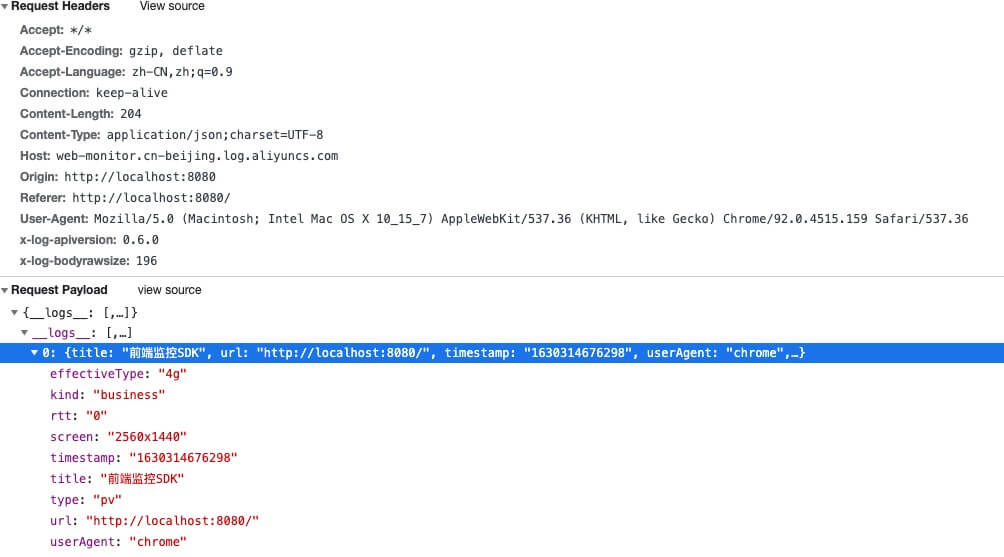 Request Headers View source
Accept: */*
Accept-Encoding: gzip, deflate
Accept-Language: zh-CN,zh;q=0.9
Connection: keep-alive
Content-Length: 204
Content-Type: application/json;charset=UTF-8
Host: web-monitor.cn-beijing.log.aliyuncs.com
Origin: http://localhost:8080
Referer: http://localhost:8080/
User-Agent: Mozilla/5.0 (Macintosh; Intel Mac OS X 10_15_7) AppleWebKit/537.36 (KHTML, like Gecko) Chrome/92.0.4515.159 Safari/537.36
x-log-apiversion: 0.6.0
x-log-bodyrawsize: 196
Request Payload view source
{__logs__: [,…]}
__logs__: [,…]
0: {title: "前端监控SDK", url: "http://localhost:8080/", timestamp: "1630314676298", userAgent: "chrome",…}
effectiveType: "4g"
kind: "business"
rtt: "0"
screen: "2560x1440"
timestamp: "1630314676298"
title: "前端监控SDK"
type: "pv"
url: "http://localhost:8080/"
userAgent: "chrome"